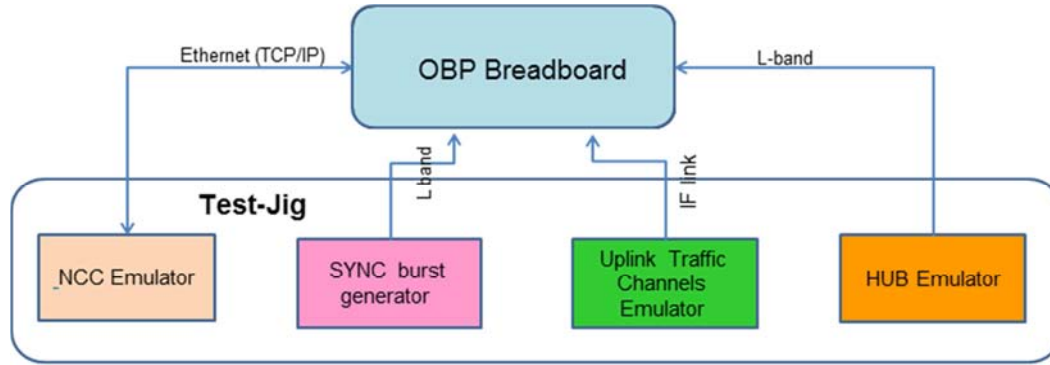 OBP Breadboard
Ethernet (TCP/IP)
L-band
L band
IF link
Test-Jig
_NCC Emulator
SYNC burst
generator
Uplink Traffic
Channels
Emulator
HUB Emulator